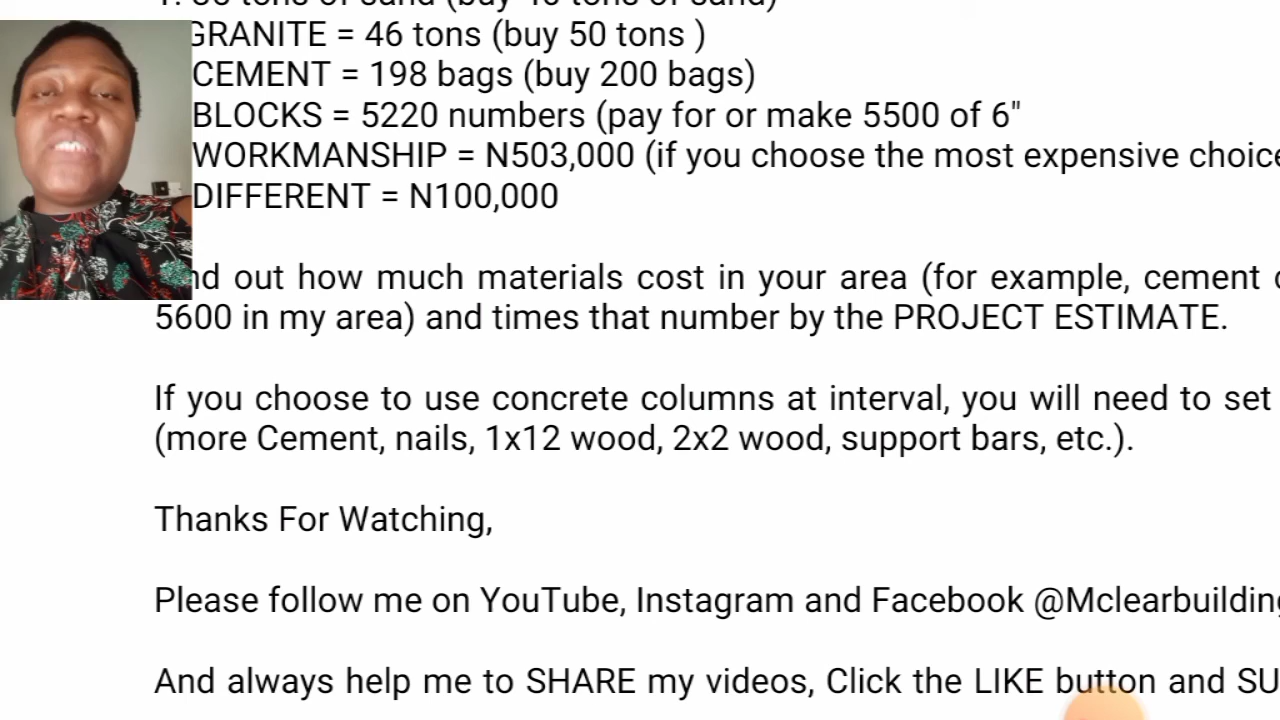 GRANITE = 46 tons (buy 50 tons )
CEMENT = 198 bags (buy 200 bags)
BLOCKS = 5220 numbers (pay for or make 5500 of 6"
WORKMANSHIP = N503,000 (if you choose the most expensive choice
DIFFERENT = N100,000
out how much materials cost in your area (for example, cement
5600 in my area) and times that number by the PROJECT ESTIMATE.
If you choose to use concrete columns at interval, you will need to set
(more Cement, nails, 1x12 wood, 2x2 wood, support bars, etc.).
Thanks For Watching,
Please follow me on YouTube, Instagram and Facebook @Mclearbuilding
And always help me to SHARE my videos, Click the LIKE button and SU